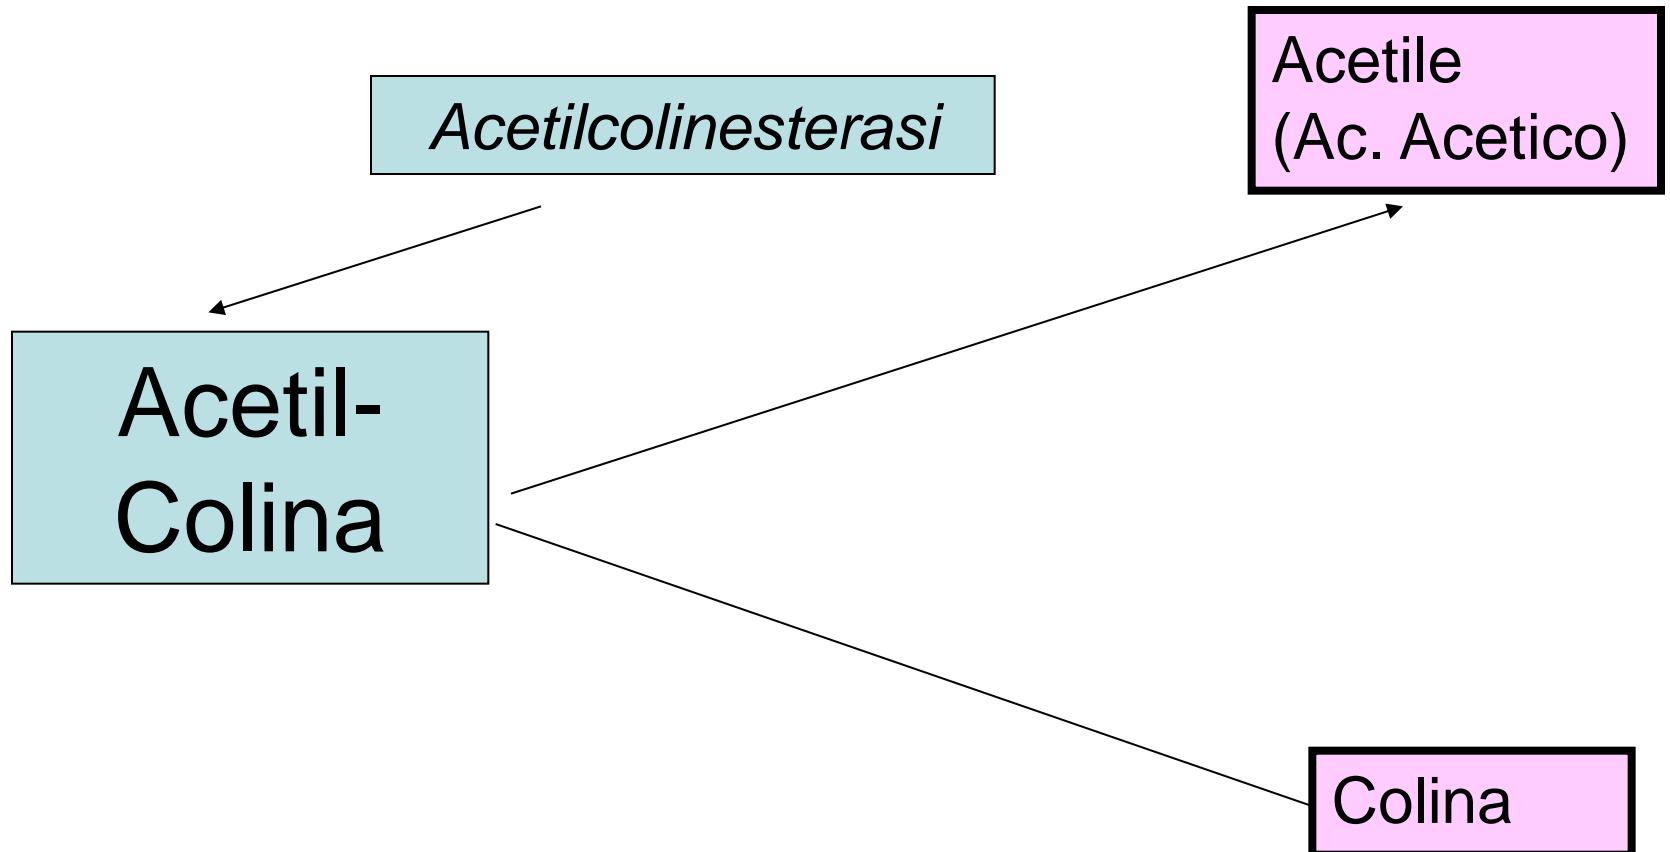 Acetile
(Ac. Acetico)
Acetilcolinesterasi
Acetil-
Colina
Colina